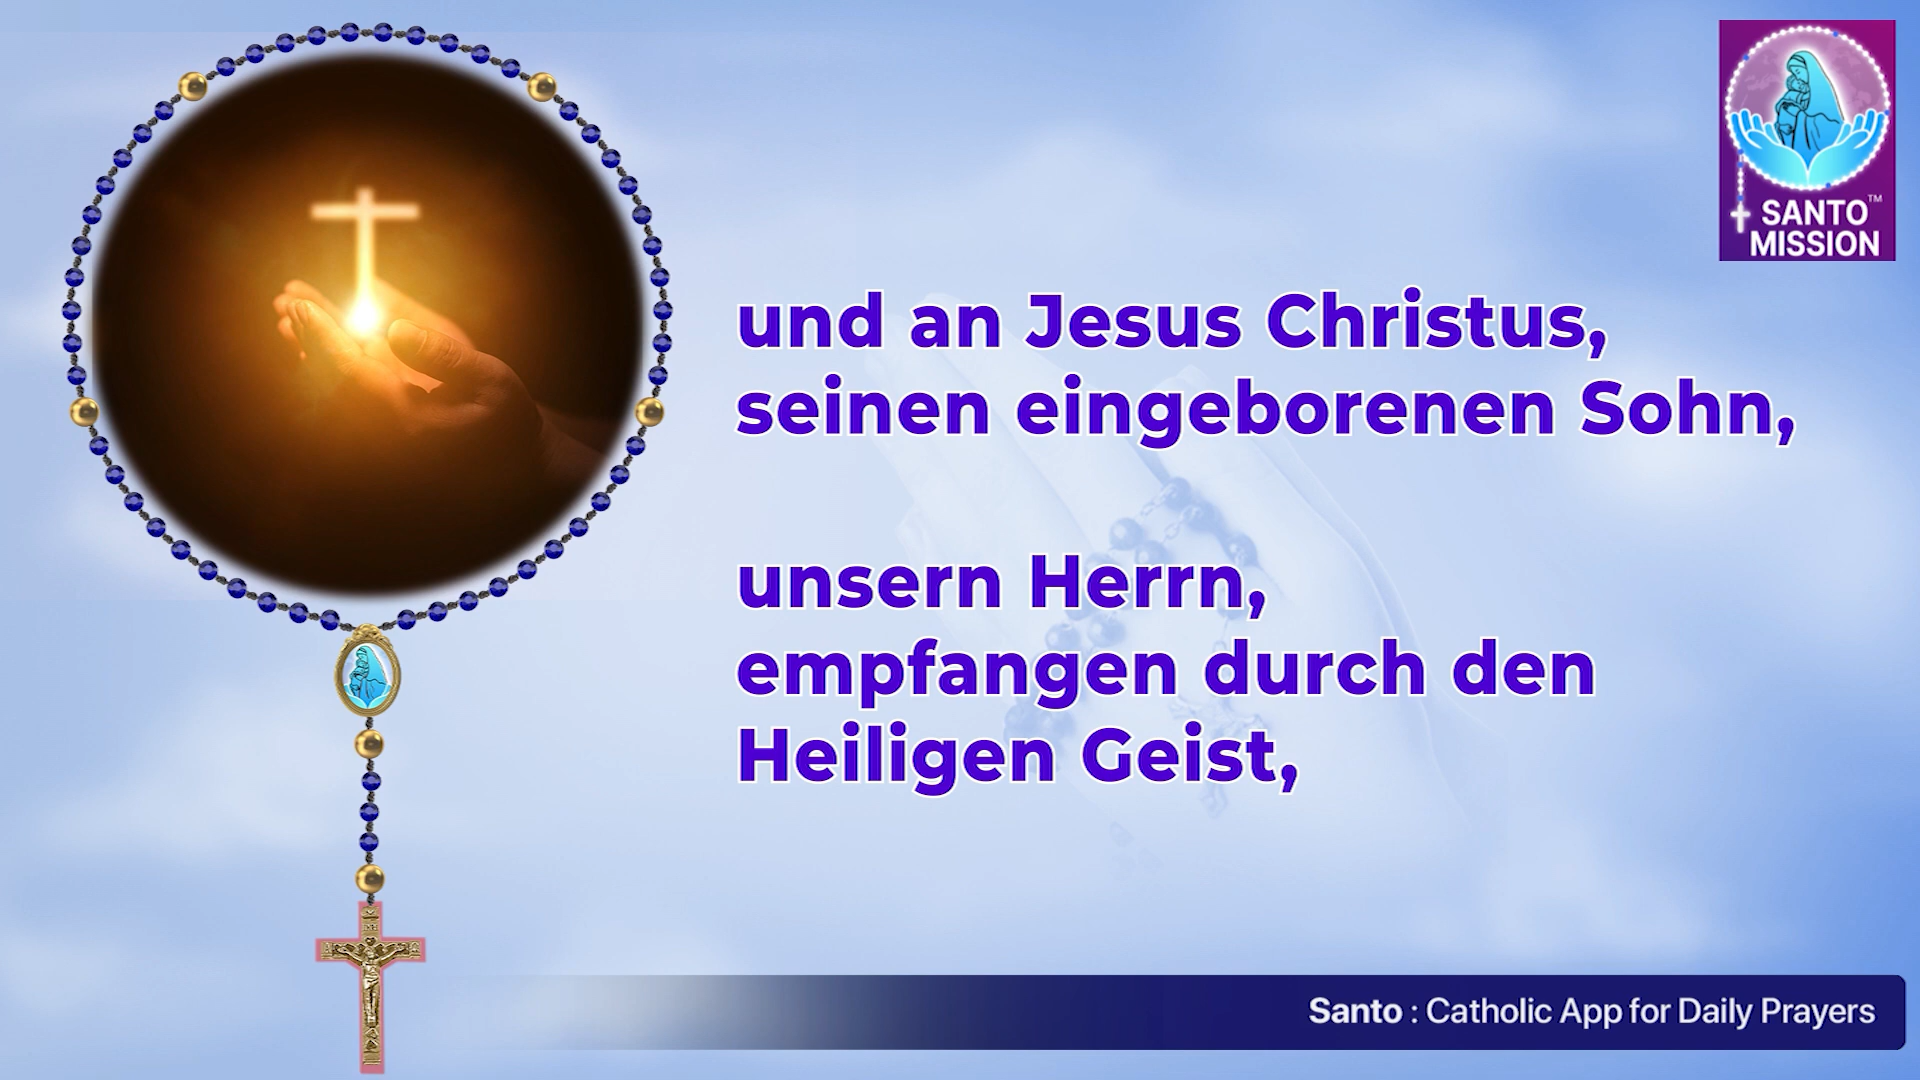 SANTO™
MISSION
und an Jesus Christus,
seinen eingeborenen Sohn,
unsern Herrn,
empfangen durch den
Heiligen Geist,
Santo : Catholic App for Daily Prayers